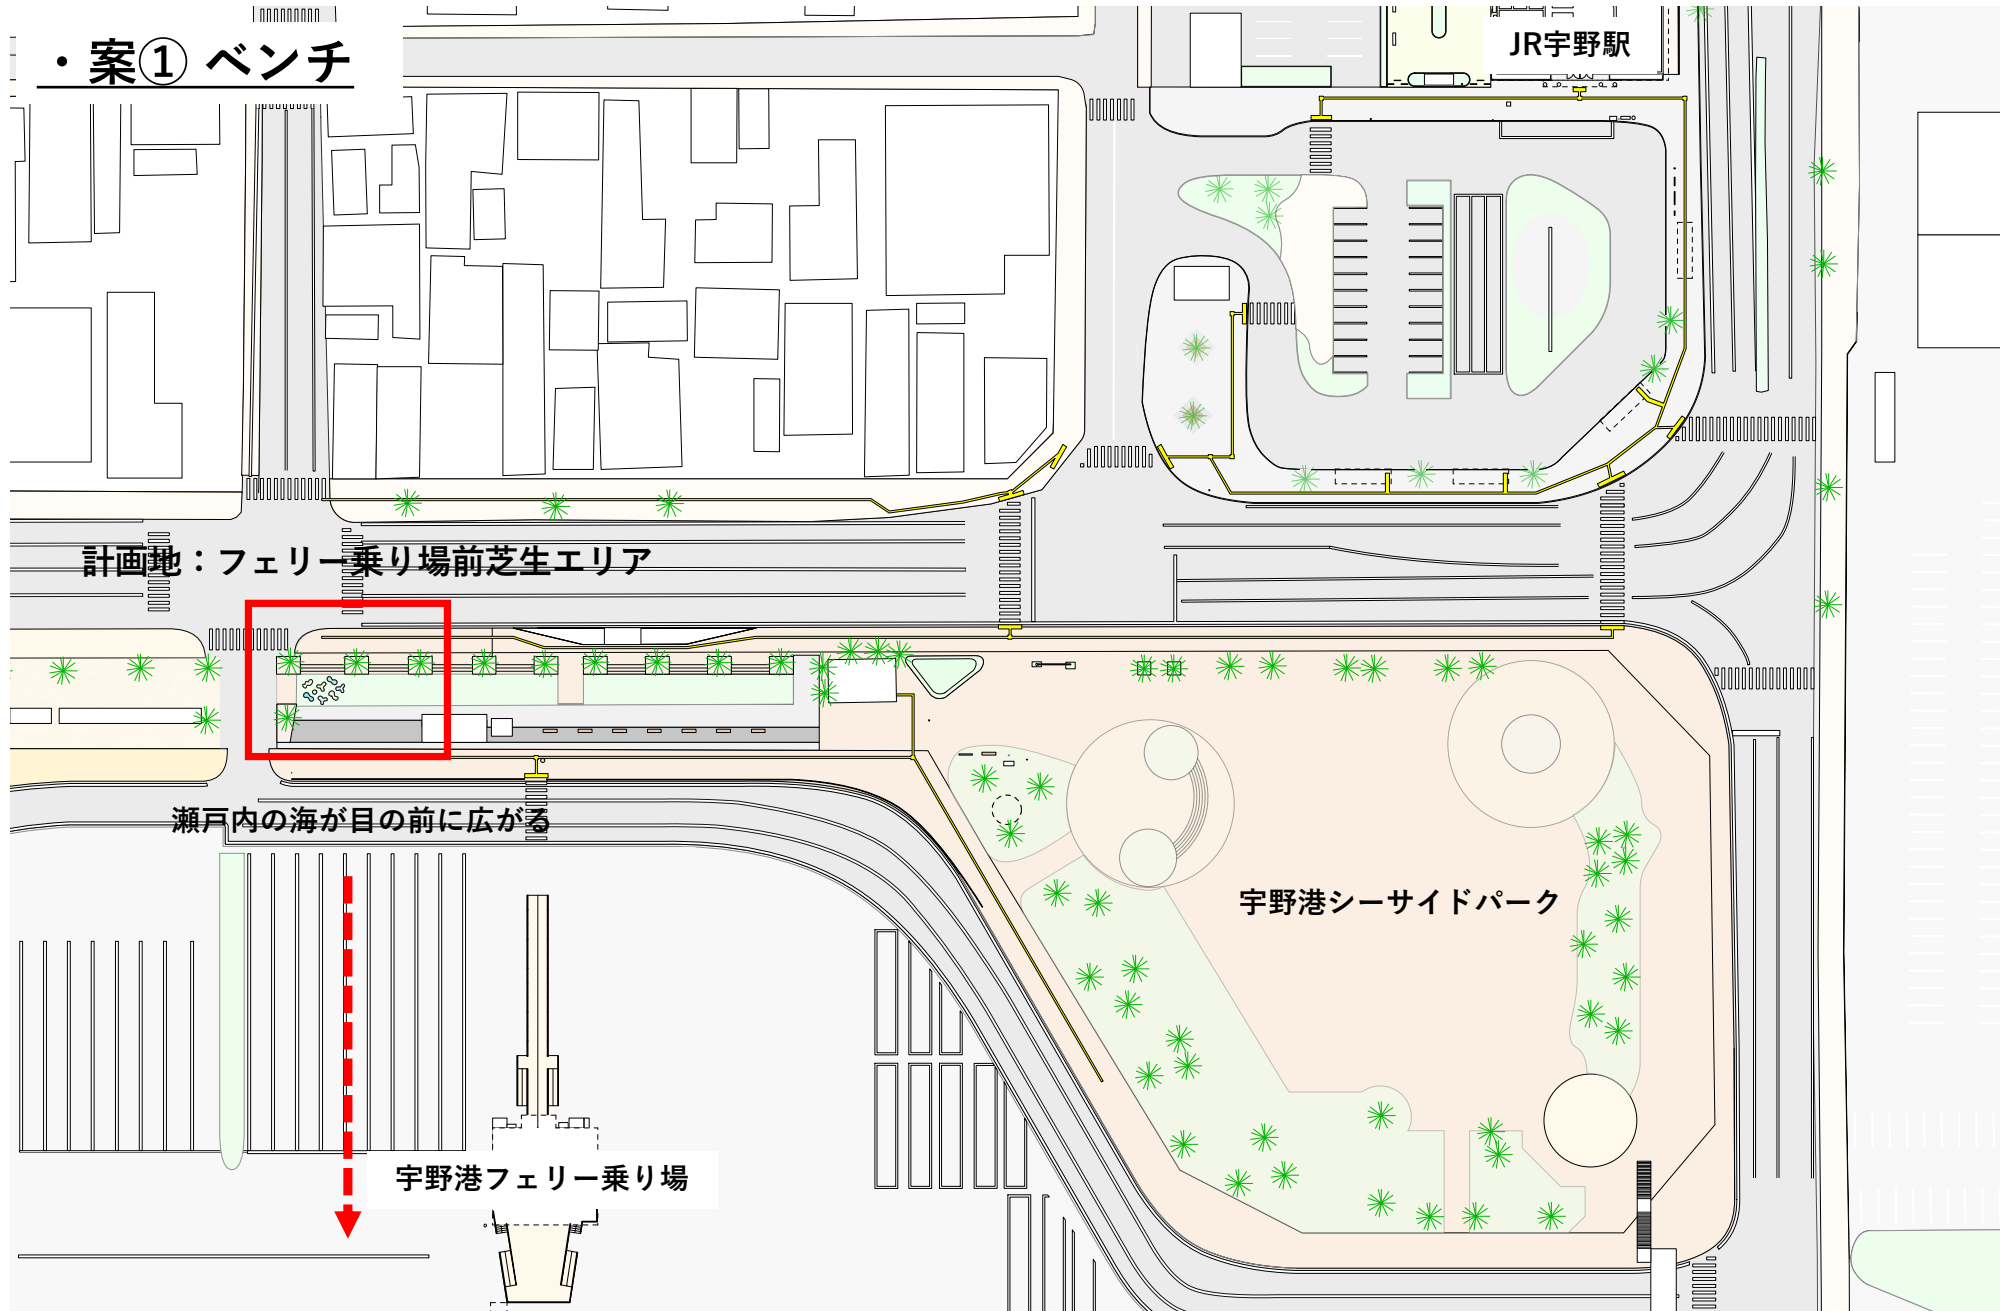 ・案① ベンチ
JR宇野駅
計画地：フェリー乗り場前芝生エリア
瀬戸内の海が目の前に広がる
宇野港シーサイドパーク
宇野港フェリー乗り場